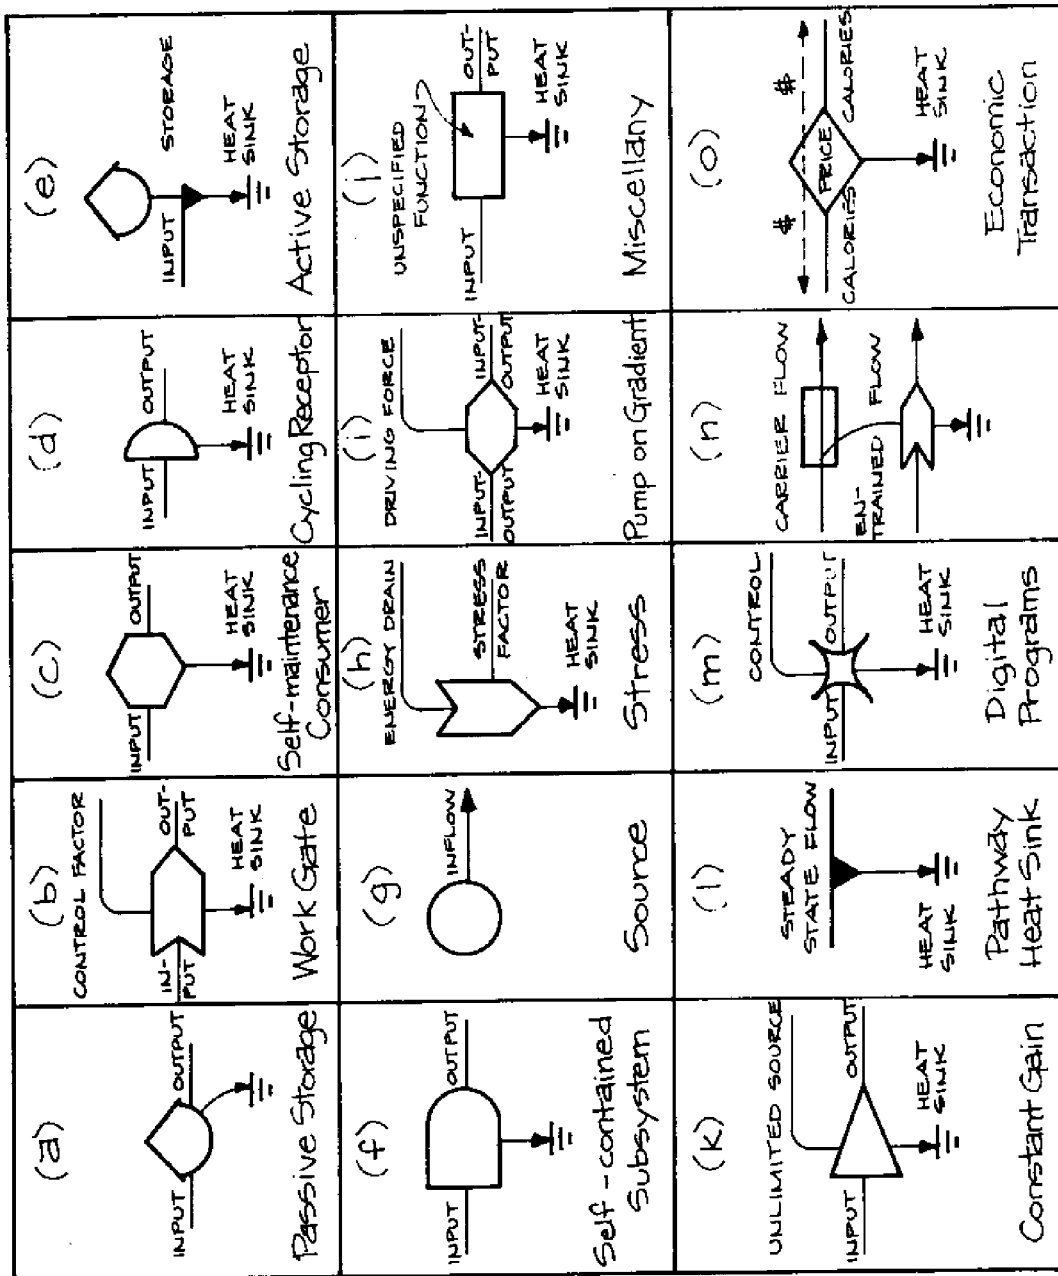 (a)
INPUT
OUTPUT
Passive Storage
(b)
CONTROL FACTOR
IN-
PUT
OUT-
PUT
HEAT
SINK
Work Gate
(c)
INPUT
OUTPUT
HEAT
SINK
Self-maintenance
Consumer
(d)
INPUT
OUTPUT
HEAT
SINK
Cycling Receptor
(e)
INPUT
STORAGE
HEAT
SINK
Active Storage
(f)
INPUT
OUTPUT
Self-contained
Subsystem
(g)
INFLOW
Source
(h)
ENERGY DRAIN
STRESS
FACTOR
HEAT
SINK
Stress
(i)
DRIVING FORCE
INPUT-
OUTPUT
INPUT-
OUTPUT
HEAT
SINK
Pump on Gradient
(j)
UNSPECIFIED
FUNCTION
INPUT
OUT-
PUT
HEAT
SINK
Miscellany
(k)
UNLIMITED SOURCE
INPUT
OUTPUT
HEAT
SINK
Constant Gain
(l)
STEADY
STATE FLOW
HEAT
SINK
Pathway
Heat Sink
(m)
CONTROL
INPUT
OUTPUT
HEAT
SINK
Digital
Programs
(n)
CARRIER FLOW
EN-
TRAINED FLOW
(o)
$ $
PRICE
CALORIES
CALORIES
HEAT
SINK
Economic
Transaction